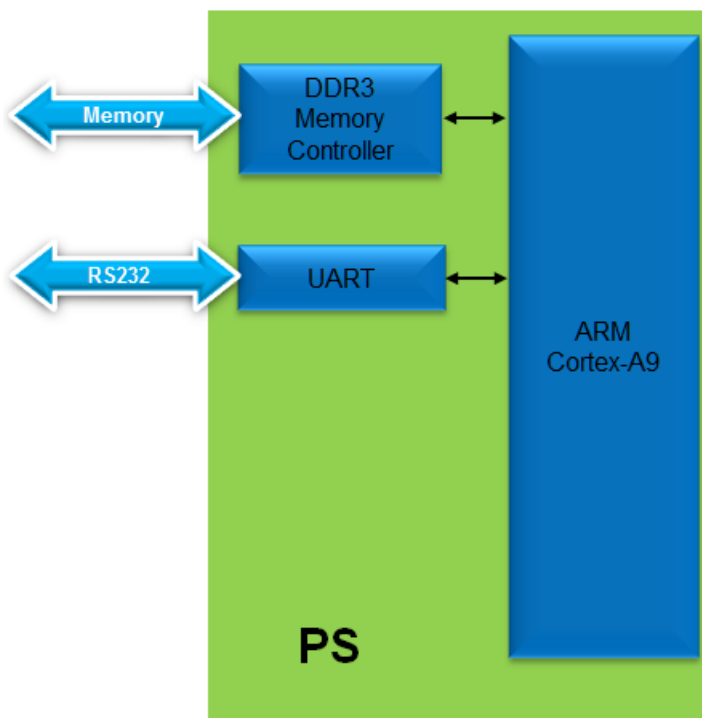 Memory
DDR3
Memory
Controller
RS232
UART
ARM
Cortex-A9
PS